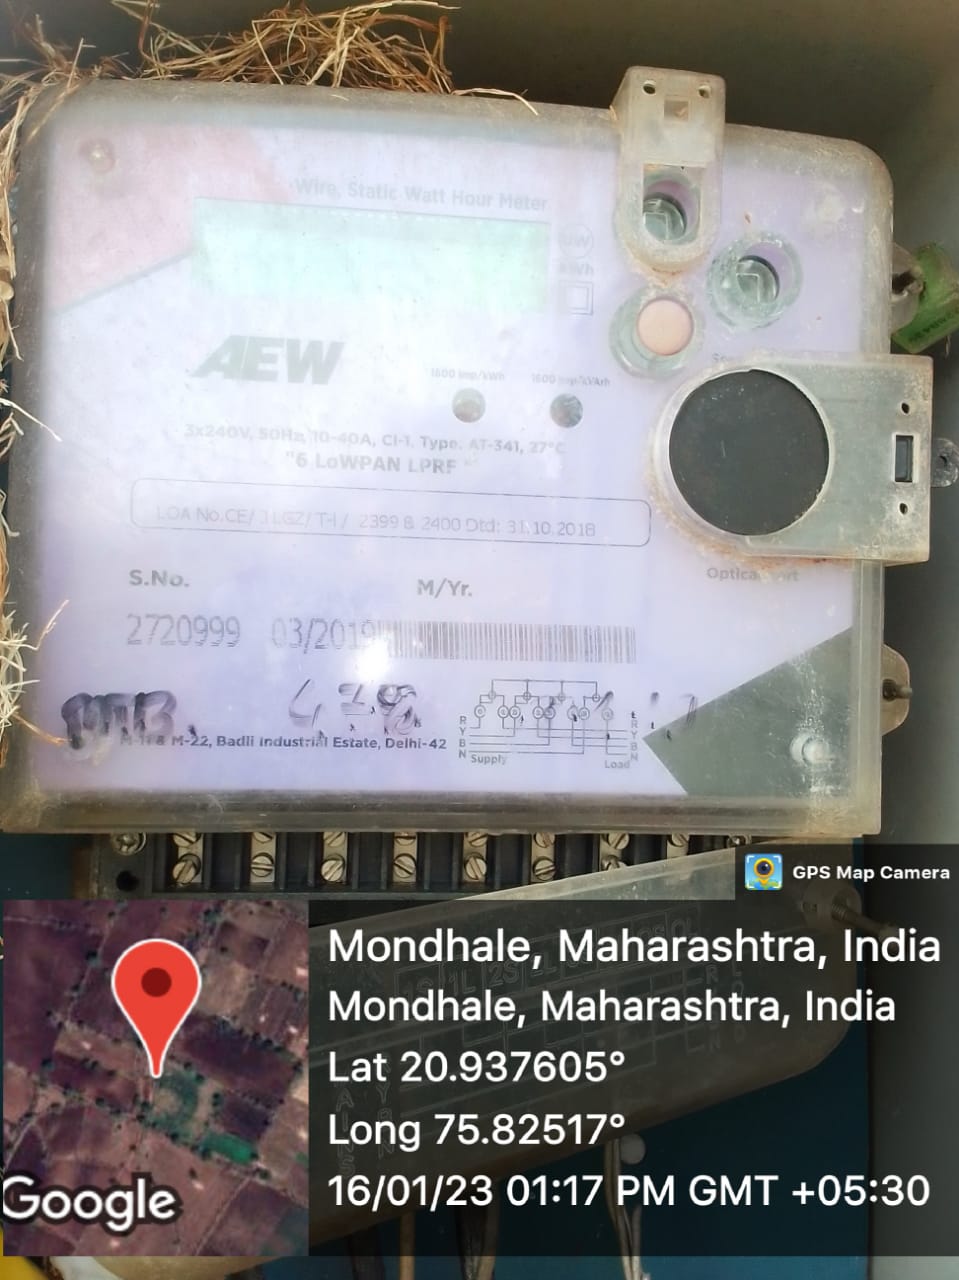 Wire, Static Watt Hour Meter
kWh
AEW
1600 imp/kWh 1600 imp/kVArh
3x240V, 50Hz, 10-40A, Cl-1. Type: AT-341, 27°C
"6 LoWPAN LPRF "
LOA No.CE/ JLGZ/ T-I / 2399 & 2400 Dtd: 31.10.2018
Optical Port
S.No. M/Yr.
2720999 03/2019
& M-22, Badli Industrial Estate, Delhi-42
R R
Y Y
B B
N N
Supply Load
GPS Map Camera
Mondhale, Maharashtra, India
Mondhale, Maharashtra, India
Lat 20.937605°
Long 75.82517°
16/01/23 01:17 PM GMT +05:30
Google